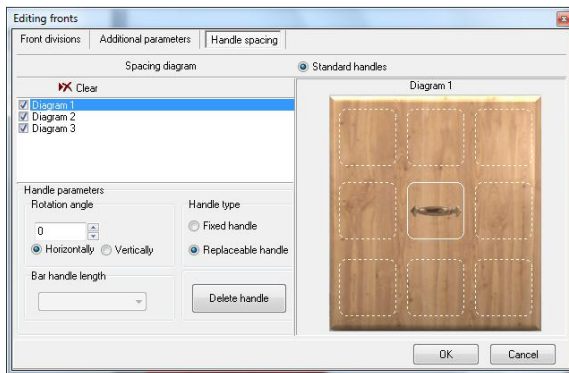 Editing fronts
Front divisions
Additional parameters
Handle spacing
Spacing diagram
Standard handles
Clear
Diagram 1
Diagram 2
Diagram 3
Diagram 1
Handle parameters
Rotation angle
0
Horizontally
Vertically
Bar handle length
Handle type
Fixed handle
Replaceable handle
Delete handle
OK
Cancel